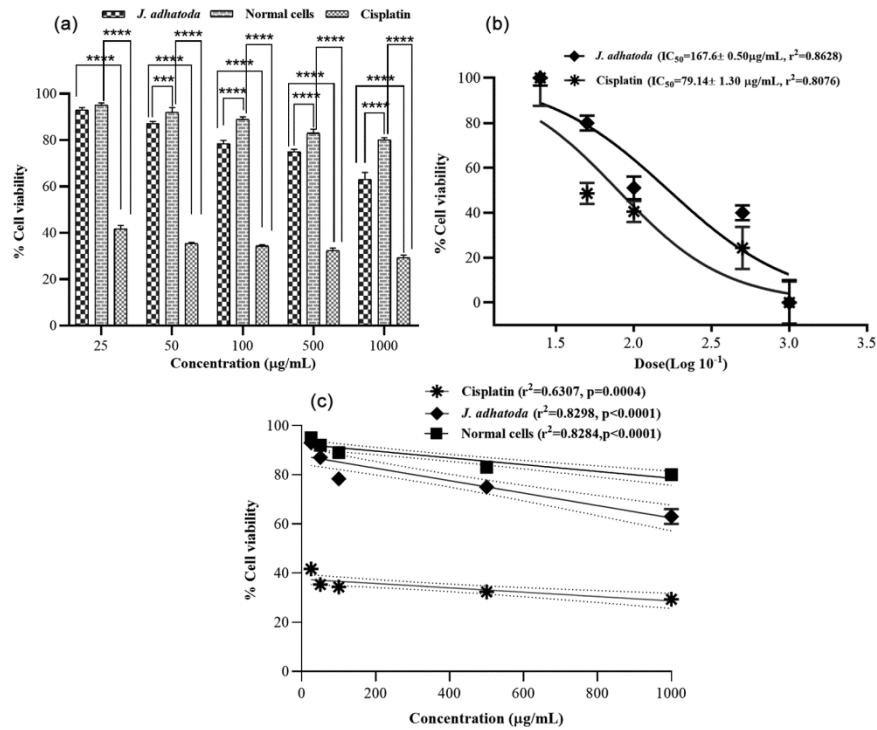 (a)
J. adhatoda Normal cells Cisplatin
**** **** **** **** ****
**** **** **** **** ****
*** **** **** ****
% Cell viability
100
80
60
40
20
0
25 50 100 500 1000
Concentration (µg/mL)
(b)
J. adhatoda (IC50=167.6± 0.50µg/mL, r²=0.8628)
Cisplatin (IC50=79.14± 1.30 µg/mL, r²=0.8076)
% Cell viability
100
80
60
40
20
0
1.5 2.0 2.5 3.0 3.5
Dose(Log 10⁻¹)
(c)
Cisplatin (r²=0.6307, p=0.0004)
J. adhatoda (r²=0.8298, p<0.0001)
Normal cells (r²=0.8284,p<0.0001)
% Cell viability
100
80
60
40
20
0
0 200 400 600 800 1000
Concentration (µg/mL)